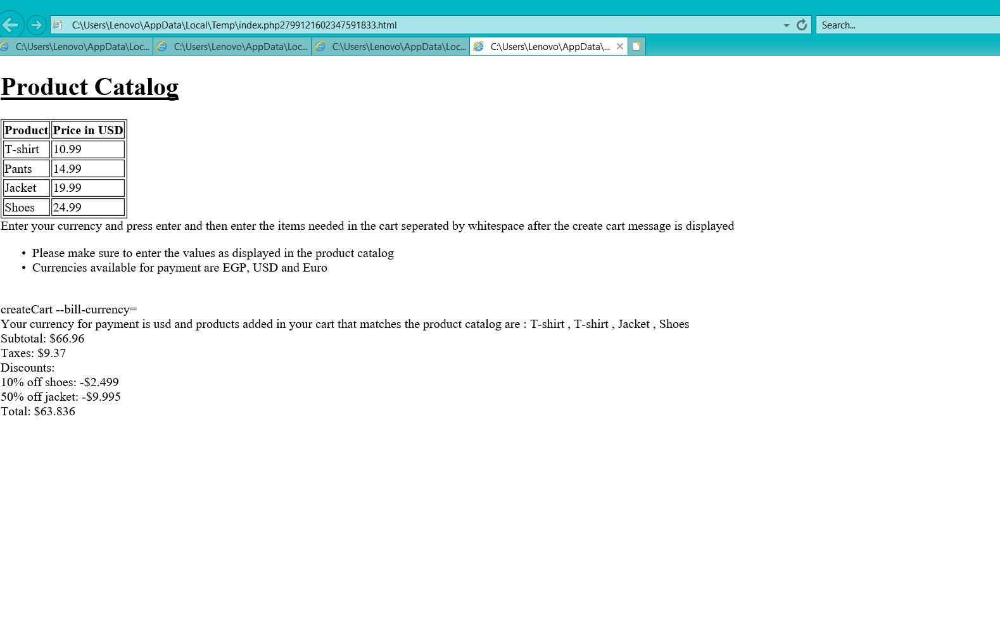 C:\Users\Lenovo\AppData\Local\Temp\index.php2799121602347591833.html
Search...
C:\Users\Lenovo\AppData\Loc...
C:\Users\Lenovo\AppData\Loc...
C:\Users\Lenovo\AppData\Loc...
C:\Users\Lenovo\AppData\...
Product Catalog
Product Price in USD
T-shirt 10.99
Pants 14.99
Jacket 19.99
Shoes 24.99
Enter your currency and press enter and then enter the items needed in the cart seperated by whitespace after the create cart message is displayed
• Please make sure to enter the values as displayed in the product catalog
• Currencies available for payment are EGP, USD and Euro
createCart --bill-currency=
Your currency for payment is usd and products added in your cart that matches the product catalog are : T-shirt , T-shirt , Jacket , Shoes
Subtotal: $66.96
Taxes: $9.37
Discounts:
10% off shoes: -$2.499
50% off jacket: -$9.995
Total: $63.836